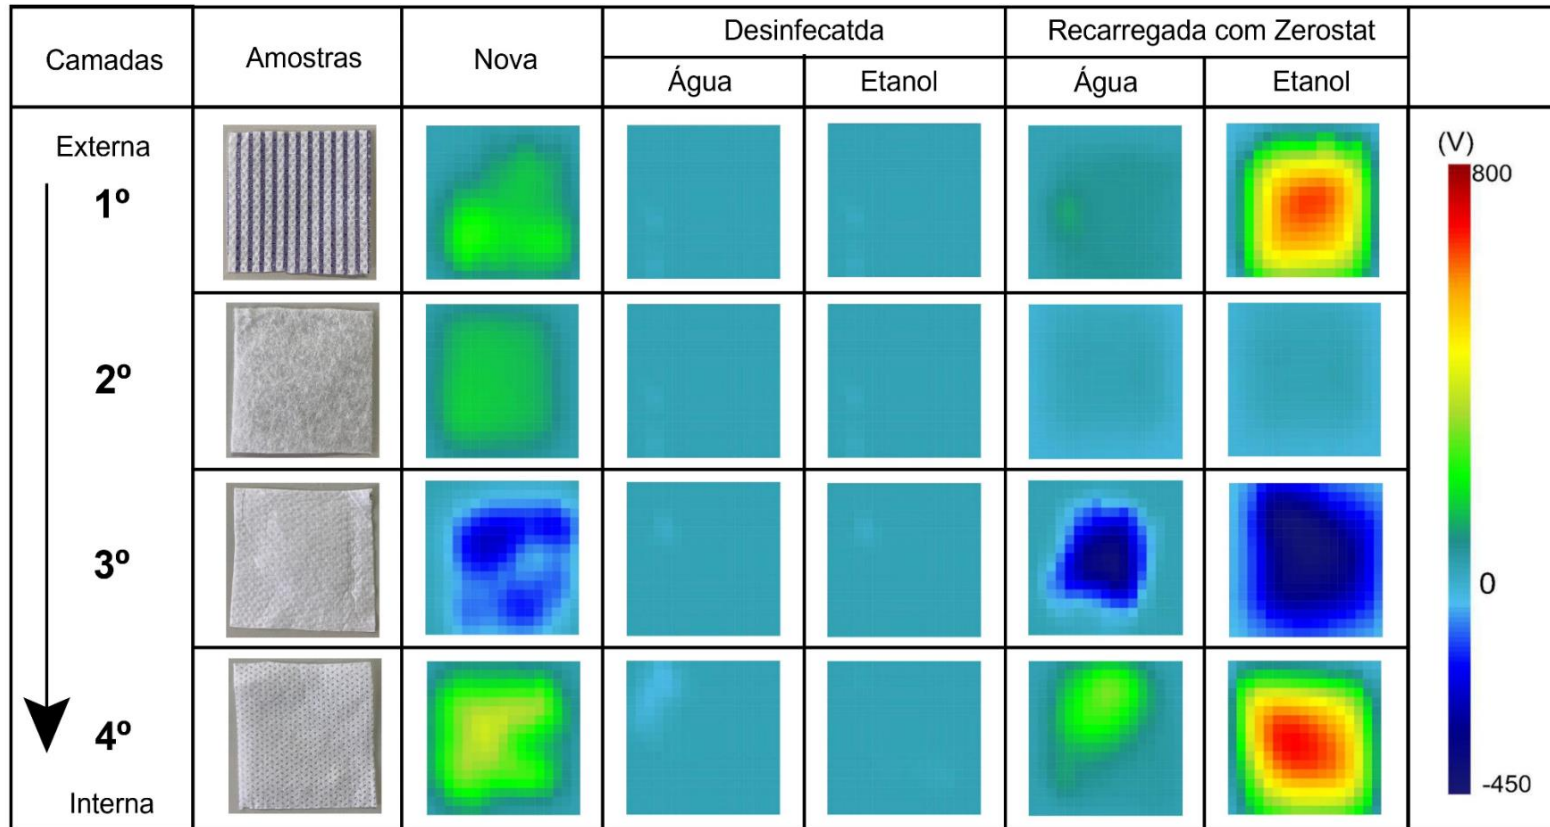 Camadas
Amostras
Nova
Desinfecatda
Recarregada com Zerostat
Água
Etanol
Água
Etanol
Externa
1º
2º
3º
4º
Interna
(V)
800
0
-450